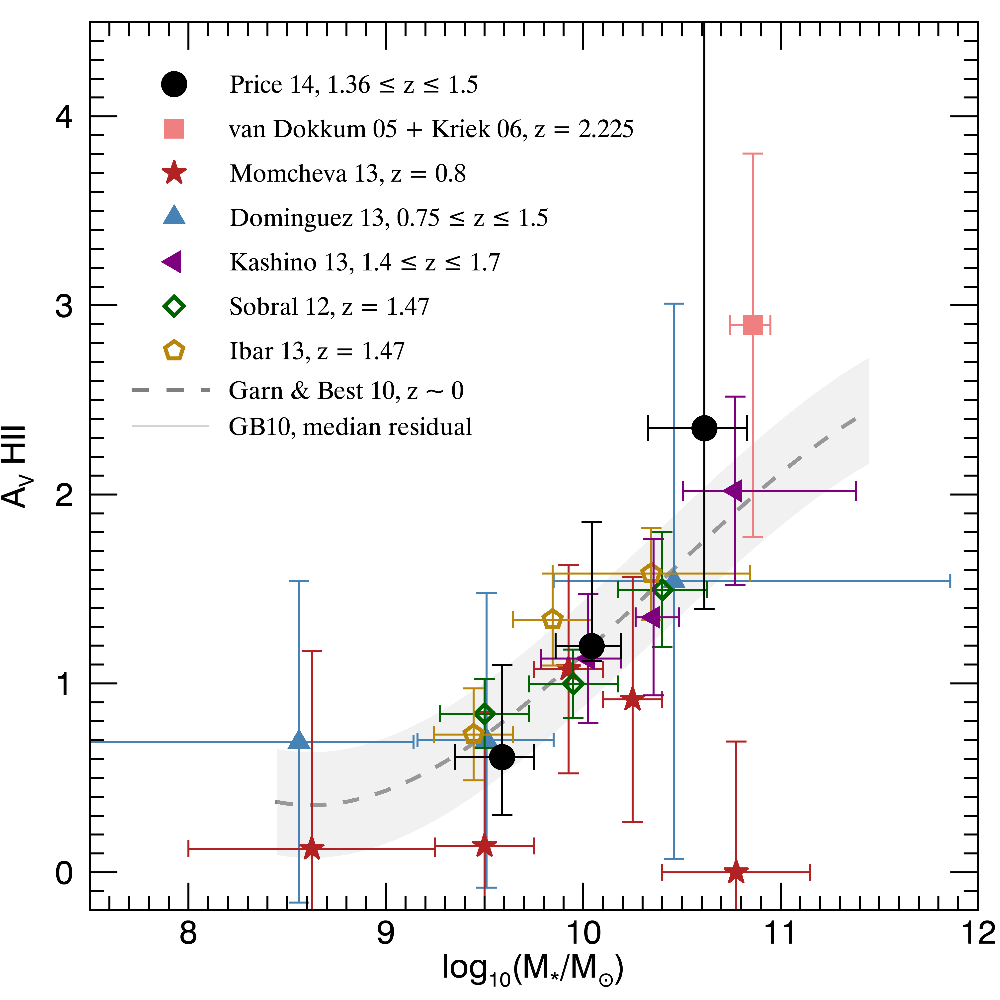 Price 14, 1.36 ≤ z ≤ 1.5
van Dokkum 05 + Kriek 06, z = 2.225
Momcheva 13, z = 0.8
Dominguez 13, 0.75 ≤ z ≤ 1.5
Kashino 13, 1.4 ≤ z ≤ 1.7
Sobral 12, z = 1.47
Ibar 13, z = 1.47
Garn & Best 10, z ∼ 0
GB10, median residual
A_V HII
4
3
2
1
0
8 9 10 11 12
log₁₀(M_*/M_⊙)